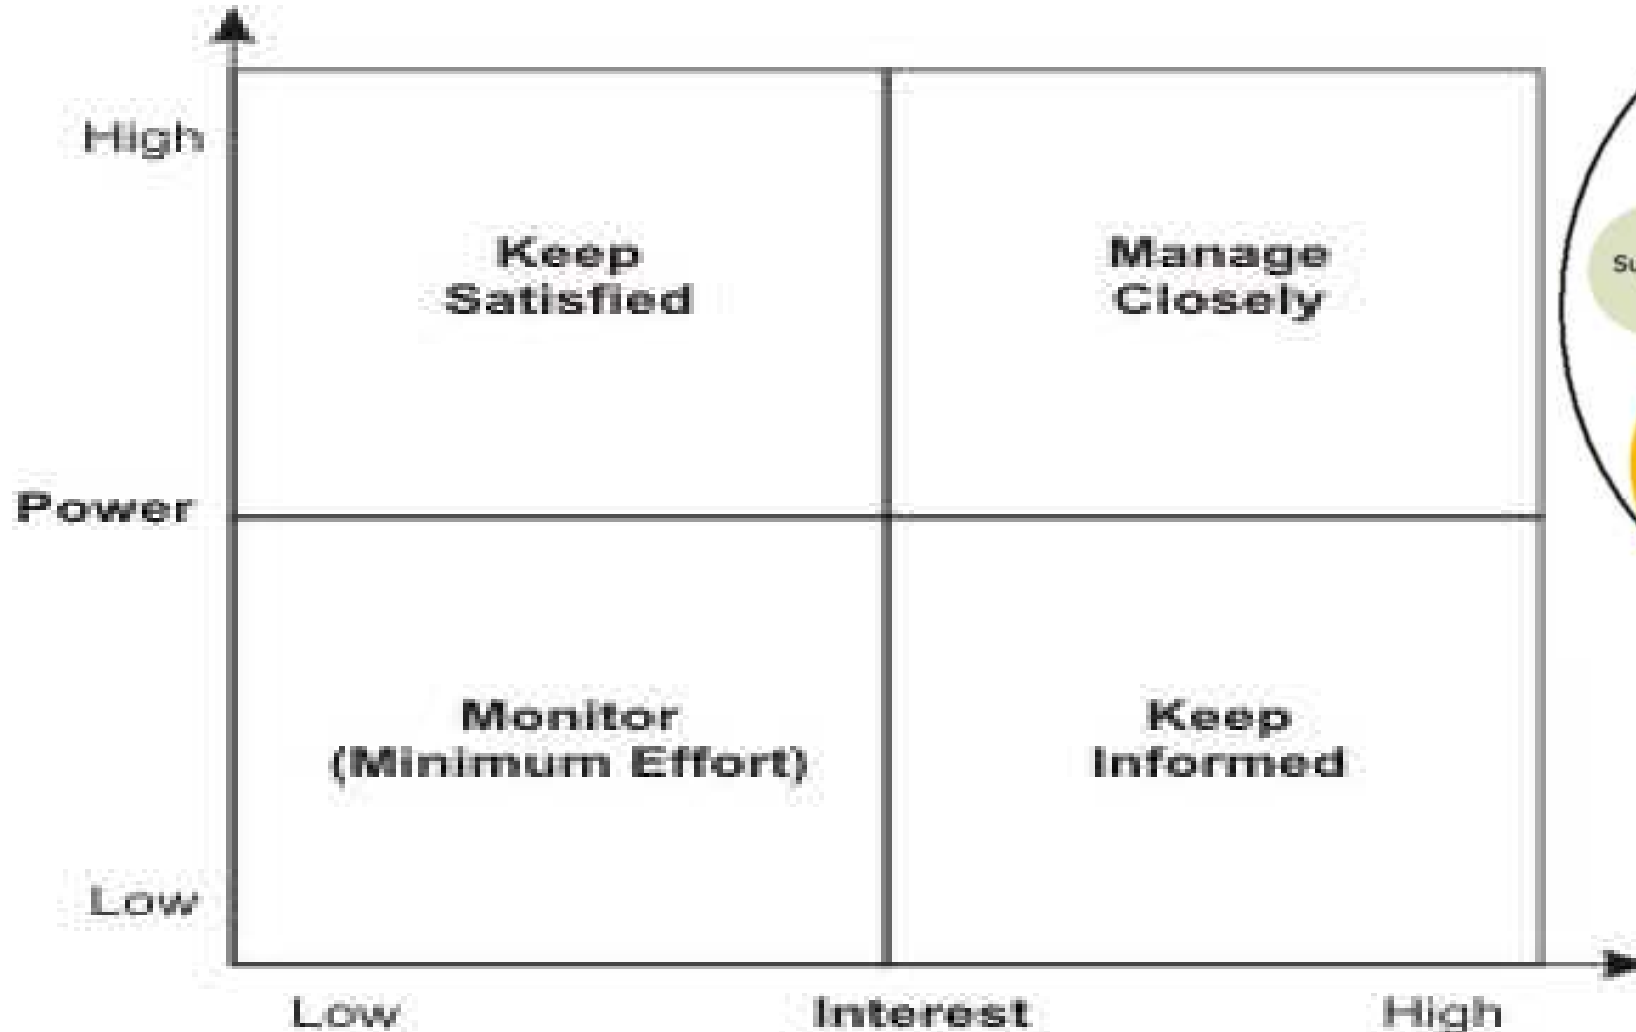 High
Keep
Satisfied
Manage
Closely
Power
Monitor
(Minimum Effort)
Keep
Informed
Low
Low
Interest
High